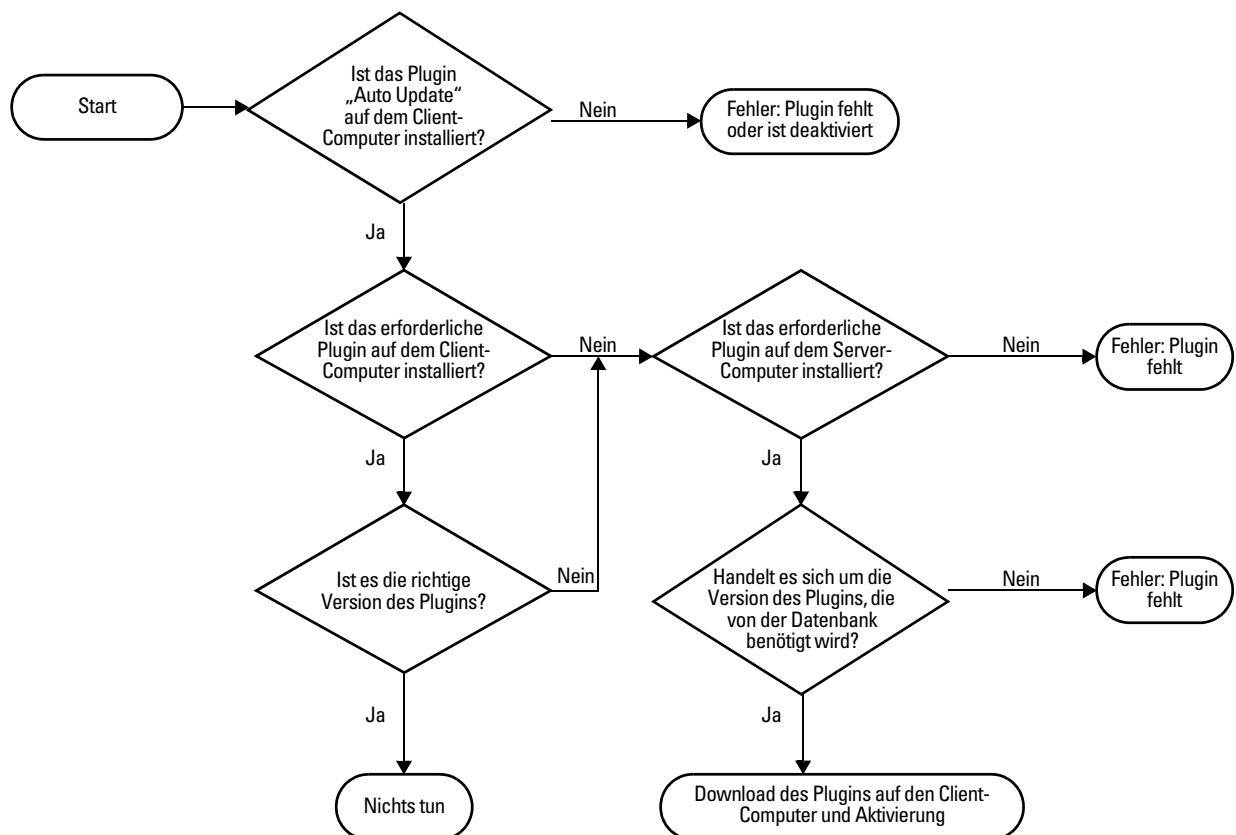 Start
Ist das Plugin
„Auto Update“
auf dem Client-
Computer installiert?
Nein
Fehler: Plugin fehlt
oder ist deaktiviert
Ja
Ist das erforderliche
Plugin auf dem Client-
Computer installiert?
Nein
Ist das erforderliche
Plugin auf dem Server-
Computer installiert?
Nein
Fehler: Plugin
fehlt
Ja
Ja
Ist es die richtige
Version des Plugins?
Nein
Handelt es sich um die
Version des Plugins, die
von der Datenbank
benötigt wird?
Nein
Fehler: Plugin
fehlt
Ja
Ja
Nichts tun
Download des Plugins auf den Client-
Computer und Aktivierung